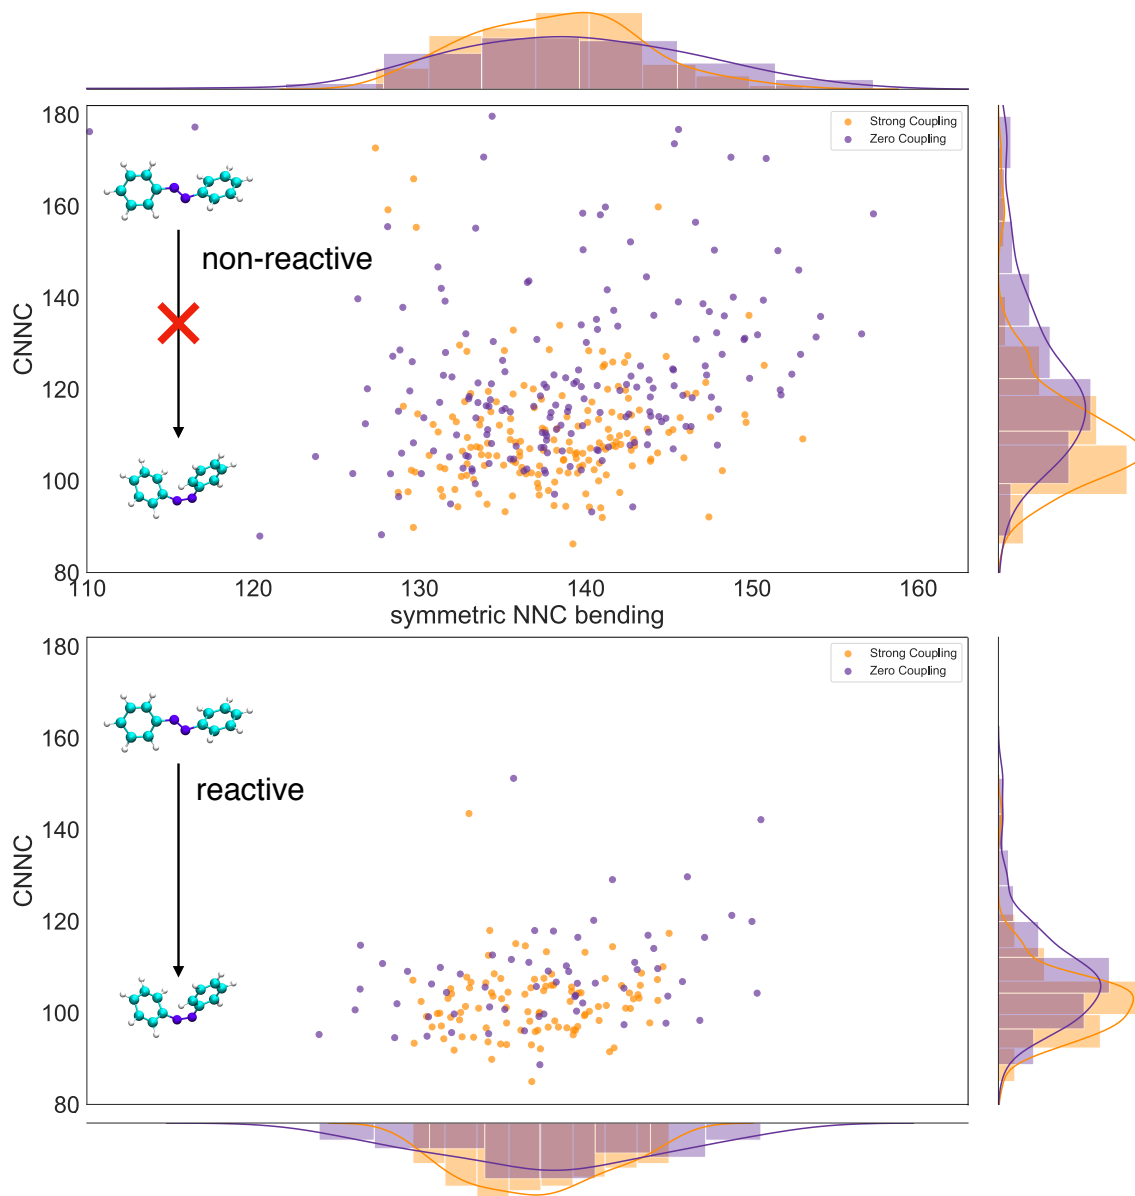 180
Strong Coupling
Zero Coupling
160
non-reactive
140
CNNC
120
100
80
110
120
130
140
150
160
symmetric NNC bending
180
Strong Coupling
Zero Coupling
160
reactive
140
CNNC
120
100
80